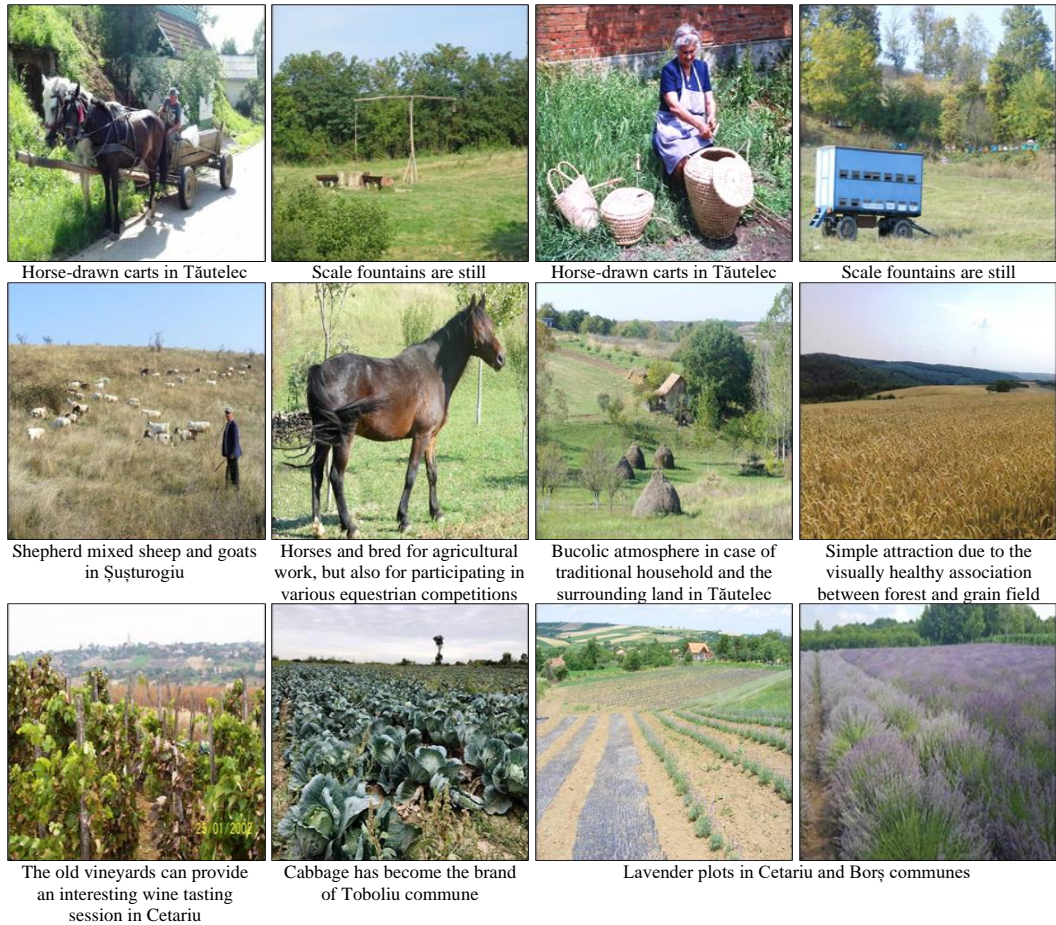 Horse-drawn carts in Tăutelec
Scale fountains are still
Horse-drawn carts in Tăutelec
Scale fountains are still
Shepherd mixed sheep and goats
in Șușturogiu
Horses and bred for agricultural
work, but also for participating in
various equestrian competitions
Bucolic atmosphere in case of
traditional household and the
surrounding land in Tăutelec
Simple attraction due to the
visually healthy association
between forest and grain field
25/01/2002
The old vineyards can provide
an interesting wine tasting
session in Cetariu
Cabbage has become the brand
of Toboliu commune
Lavender plots in Cetariu and Borș communes